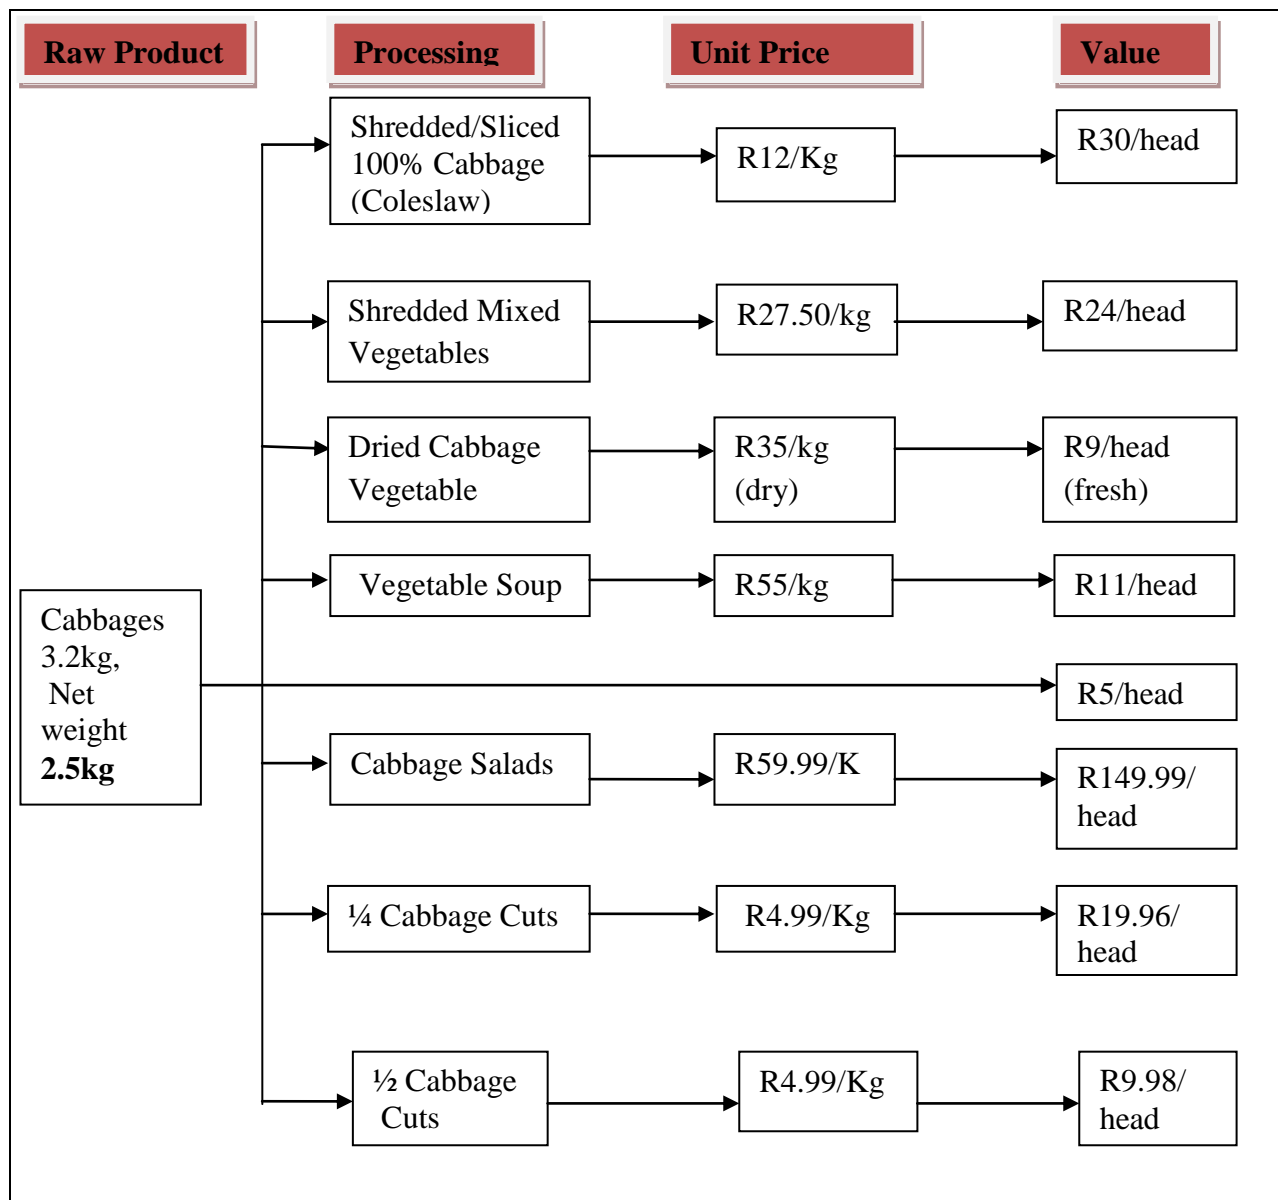 Raw Product
Processing
Unit Price
Value
Shredded/Sliced
100% Cabbage
(Coleslaw)
R12/Kg
R30/head
Shredded Mixed
Vegetables
R27.50/kg
R24/head
Dried Cabbage
Vegetable
R35/kg
(dry)
R9/head
(fresh)
Vegetable Soup
R55/kg
R11/head
Cabbages
3.2kg,
Net
weight
2.5kg
R5/head
Cabbage Salads
R59.99/K
R149.99/
head
¼ Cabbage Cuts
R4.99/Kg
R19.96/
head
½ Cabbage
Cuts
R4.99/Kg
R9.98/
head